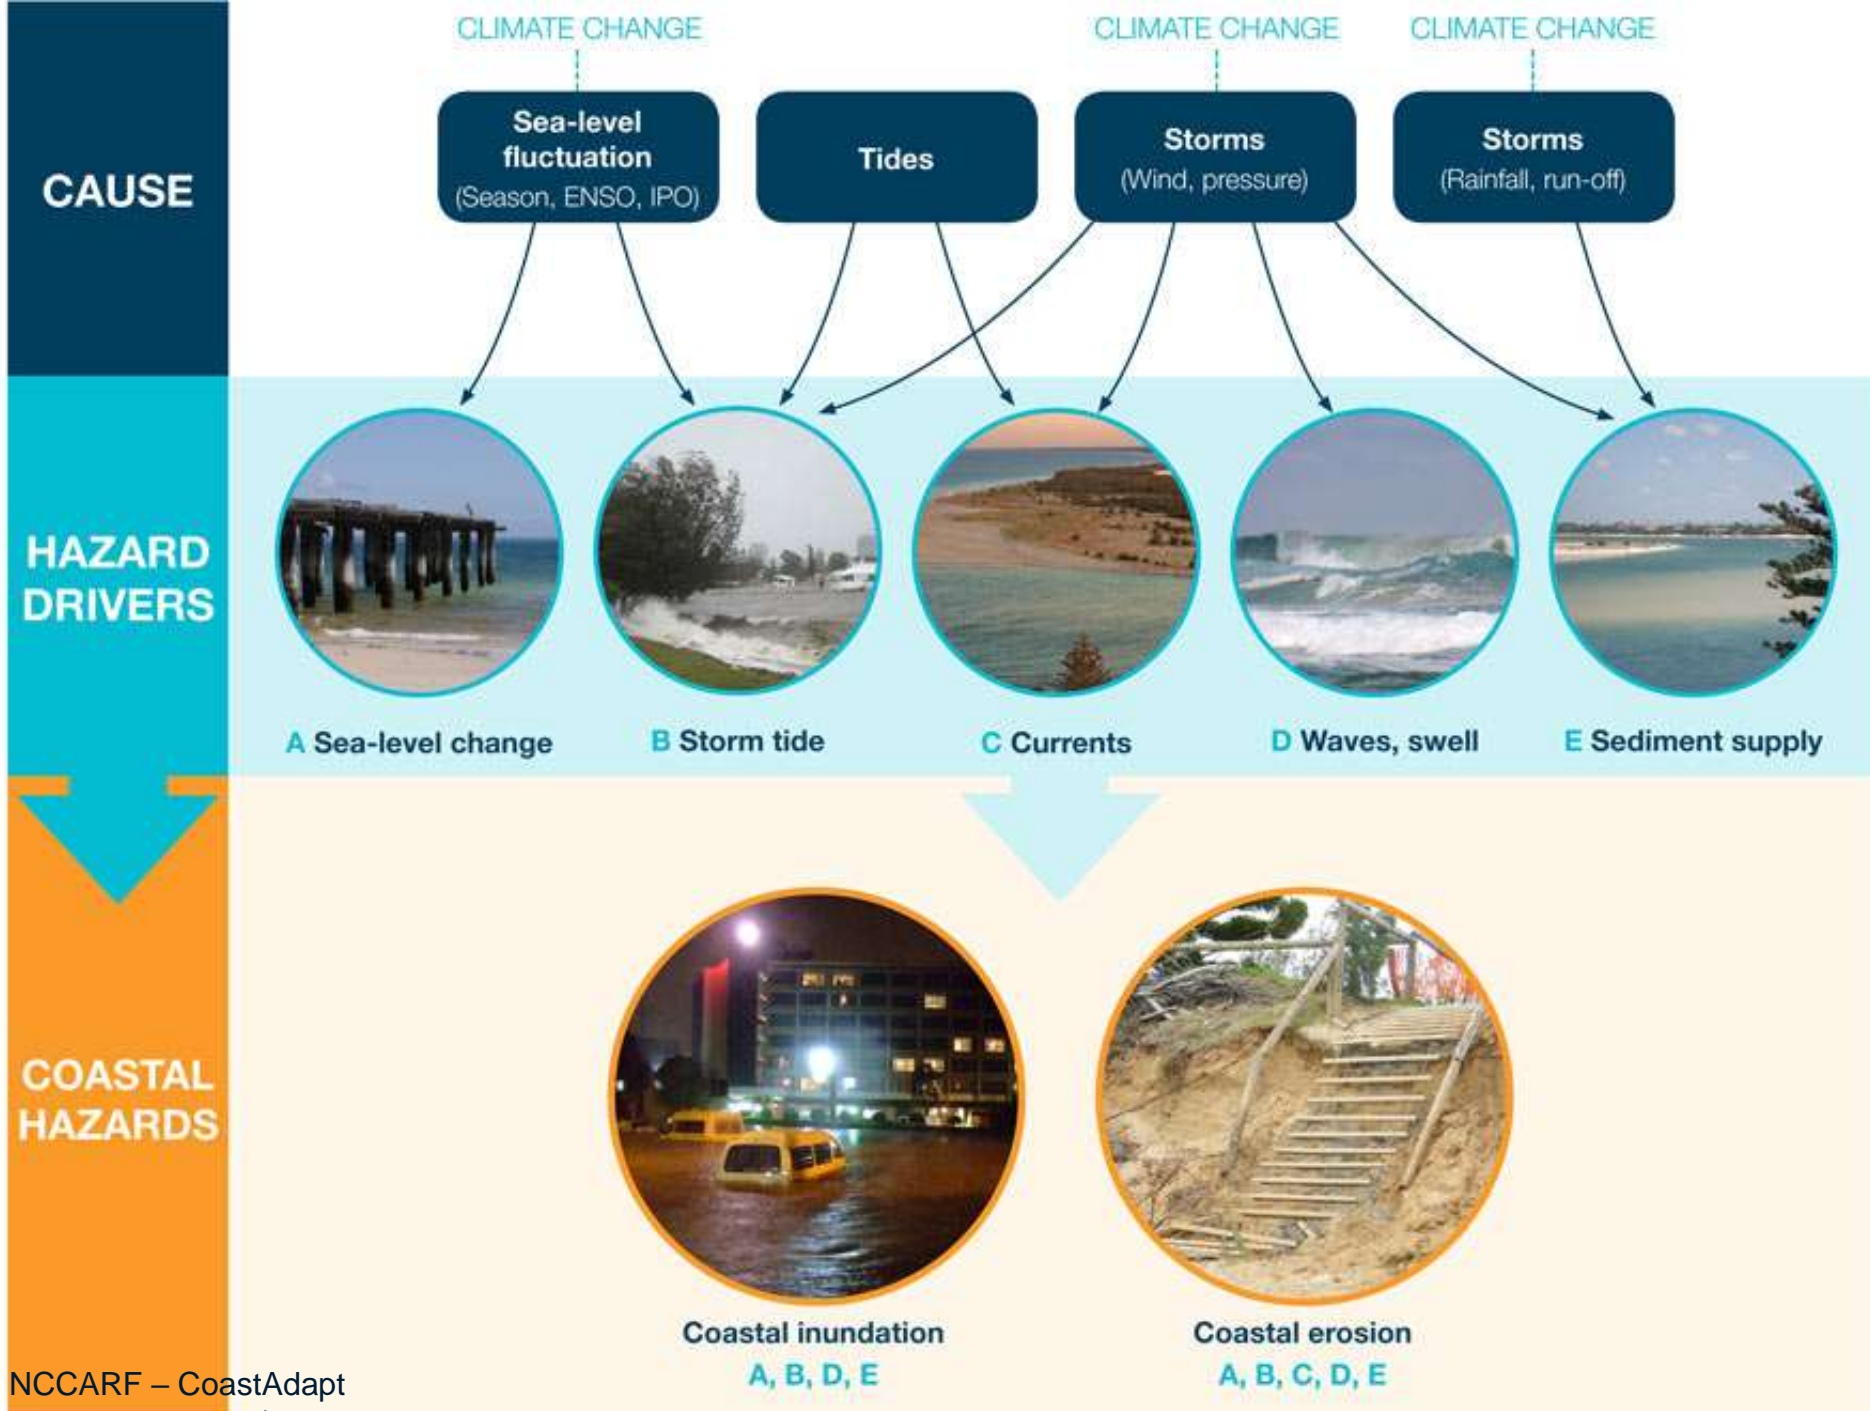 CLIMATE CHANGE
CLIMATE CHANGE
CLIMATE CHANGE
CAUSE
Sea-level
fluctuation
(Season, ENSO, IPO)
Tides
Storms
(Wind, pressure)
Storms
(Rainfall, run-off)
HAZARD
DRIVERS
A Sea-level change
B Storm tide
C Currents
D Waves, swell
E Sediment supply
COASTAL
HAZARDS
Coastal inundation
A, B, D, E
Coastal erosion
A, B, C, D, E
NCCARF – CoastAdapt